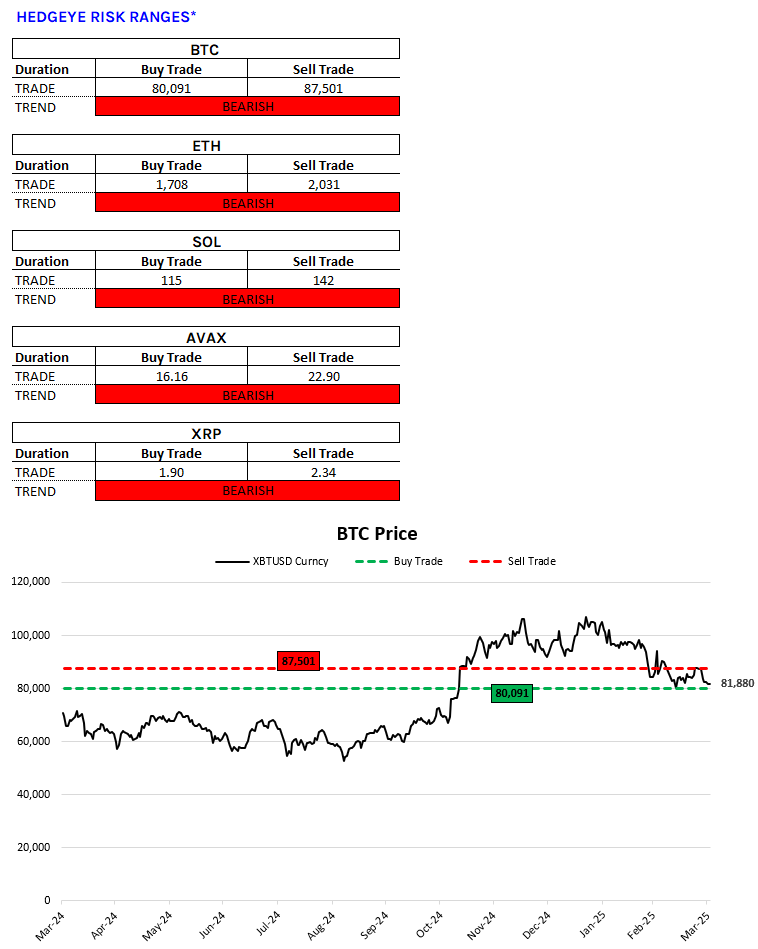 HEDGEYE RISK RANGES*
BTC
Duration Buy Trade Sell Trade
TRADE 80,091 87,501
TREND BEARISH
ETH
Duration Buy Trade Sell Trade
TRADE 1,708 2,031
TREND BEARISH
SOL
Duration Buy Trade Sell Trade
TRADE 115 142
TREND BEARISH
AVAX
Duration Buy Trade Sell Trade
TRADE 16.16 22.90
TREND BEARISH
XRP
Duration Buy Trade Sell Trade
TRADE 1.90 2.34
TREND BEARISH
BTC Price
XBTUSD Curncy Buy Trade Sell Trade
120,000
100,000
87,501
80,000
80,091
81,880
60,000
40,000
20,000
0
Mar-24 Apr-24 May-24 Jun-24 Jul-24 Aug-24 Sep-24 Oct-24 Nov-24 Dec-24 Jan-25 Feb-25 Mar-25